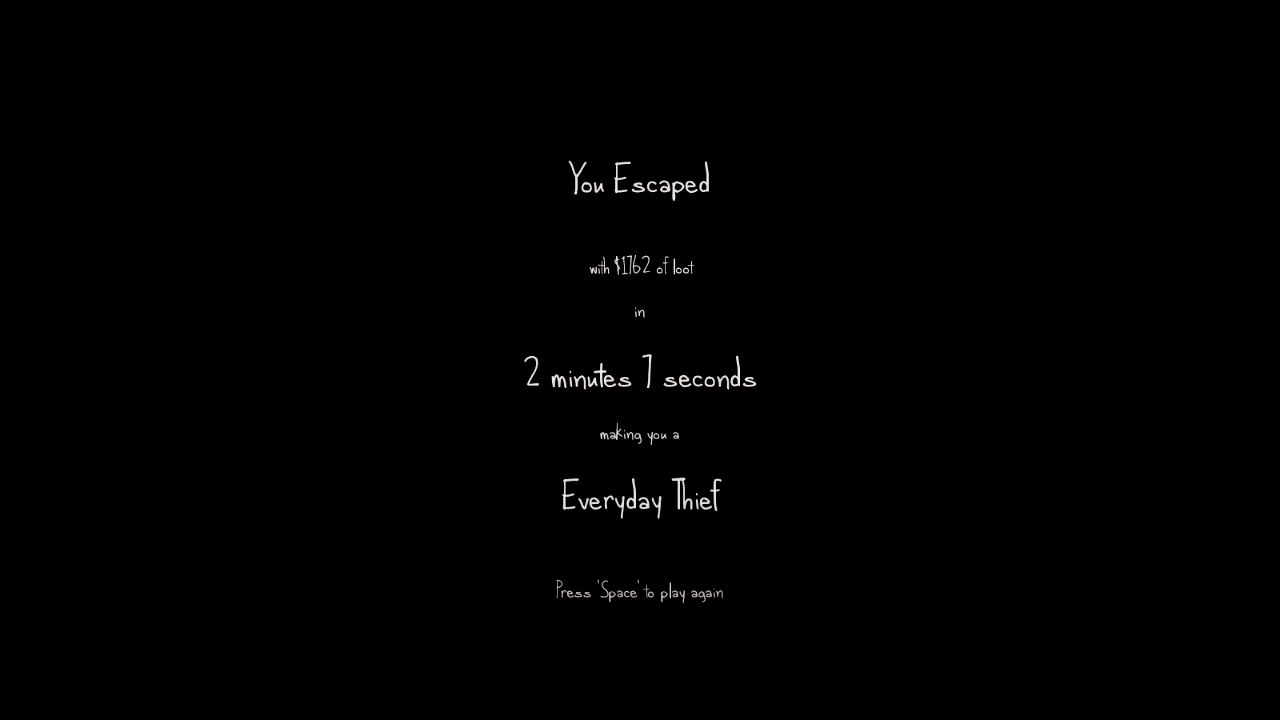 You Escaped
with $1762 of loot
in
2 minutes 7 seconds
making you a
Everyday Thief
Press 'Space' to play again